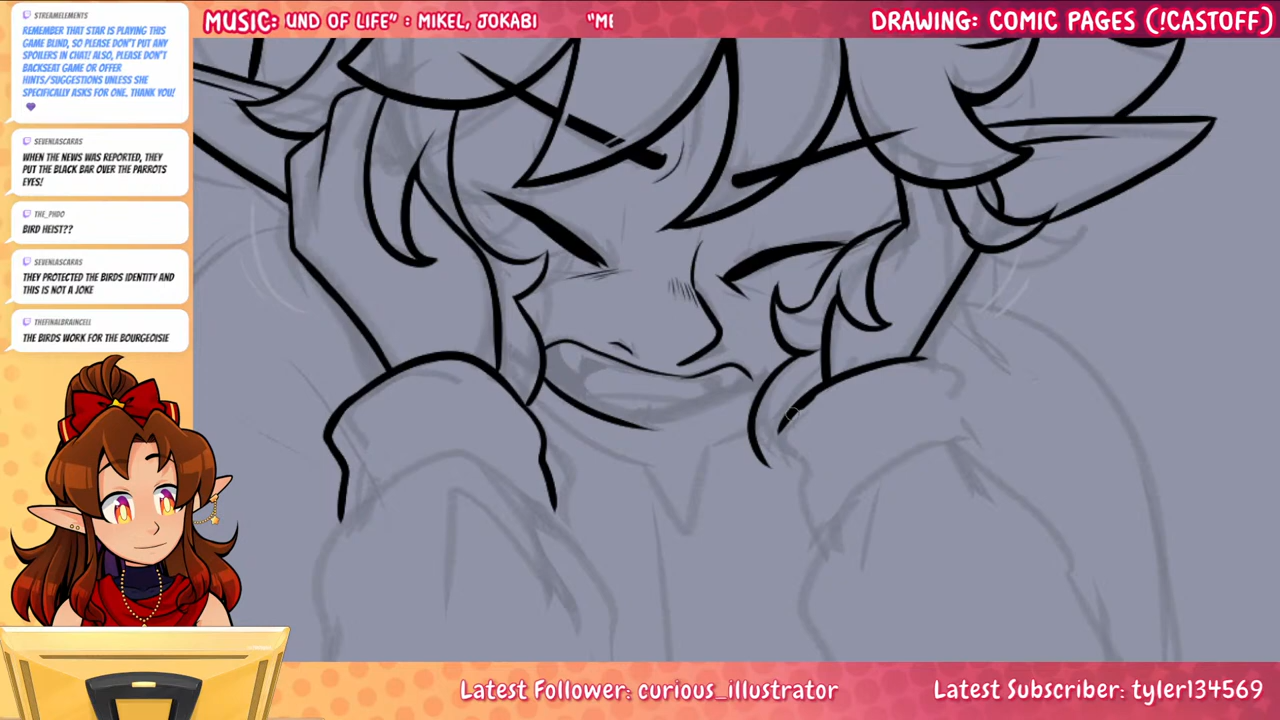 MUSIC: UND OF LIFE" : MIKEL, JOKABI "ME
DRAWING: COMIC PAGES (!CASTOFF)
STREAMELEMENTS
REMEMBER THAT STAR IS PLAYING THIS
GAME BLIND, SO PLEASE DON'T PUT ANY
SPOILERS IN CHAT! ALSO, PLEASE DON'T
BACKSEAT GAME OR OFFER
HINTS/SUGGESTIONS UNLESS SHE
SPECIFICALLY ASKS FOR ONE. THANK YOU!
SEVENLASCARAS
WHEN THE NEWS WAS REPORTED, THEY
PUT THE BLACK BAR OVER THE PARROTS
EYES!
THE_PHDO
BIRD HEIST??
SEVENLASCARAS
THEY PROTECTED THE BIRDS IDENTITY AND
THIS IS NOT A JOKE
THEFINALBRAINCELL
THE BIRDS WORK FOR THE BOURGEOISIE
Latest Follower: curious_illustrator
Latest Subscriber: tyler134569